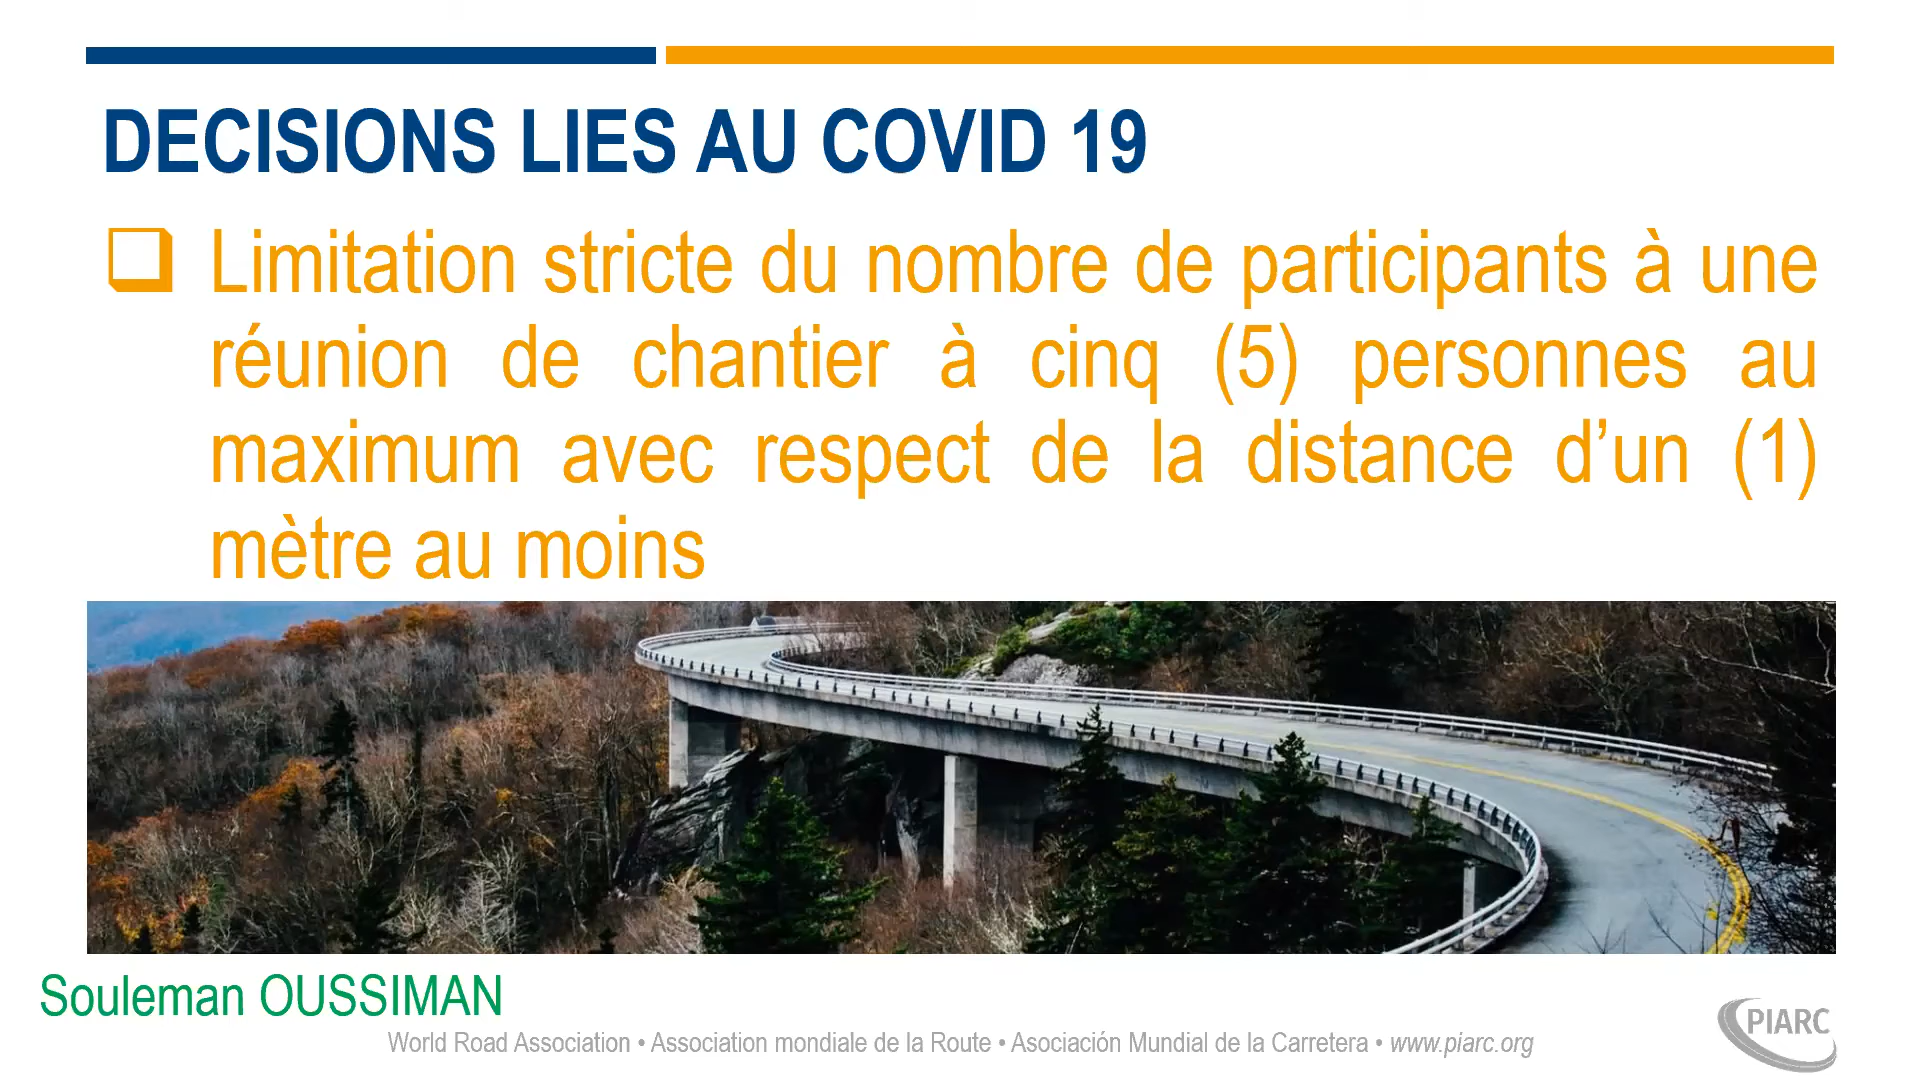 DECISIONS LIES AU COVID 19
❑ Limitation stricte du nombre de participants à une
réunion de chantier à cinq (5) personnes au
maximum avec respect de la distance d’un (1)
mètre au moins
Souleman OUSSIMAN
World Road Association • Association mondiale de la Route • Asociación Mundial de la Carretera • www.piarc.org
PIARC